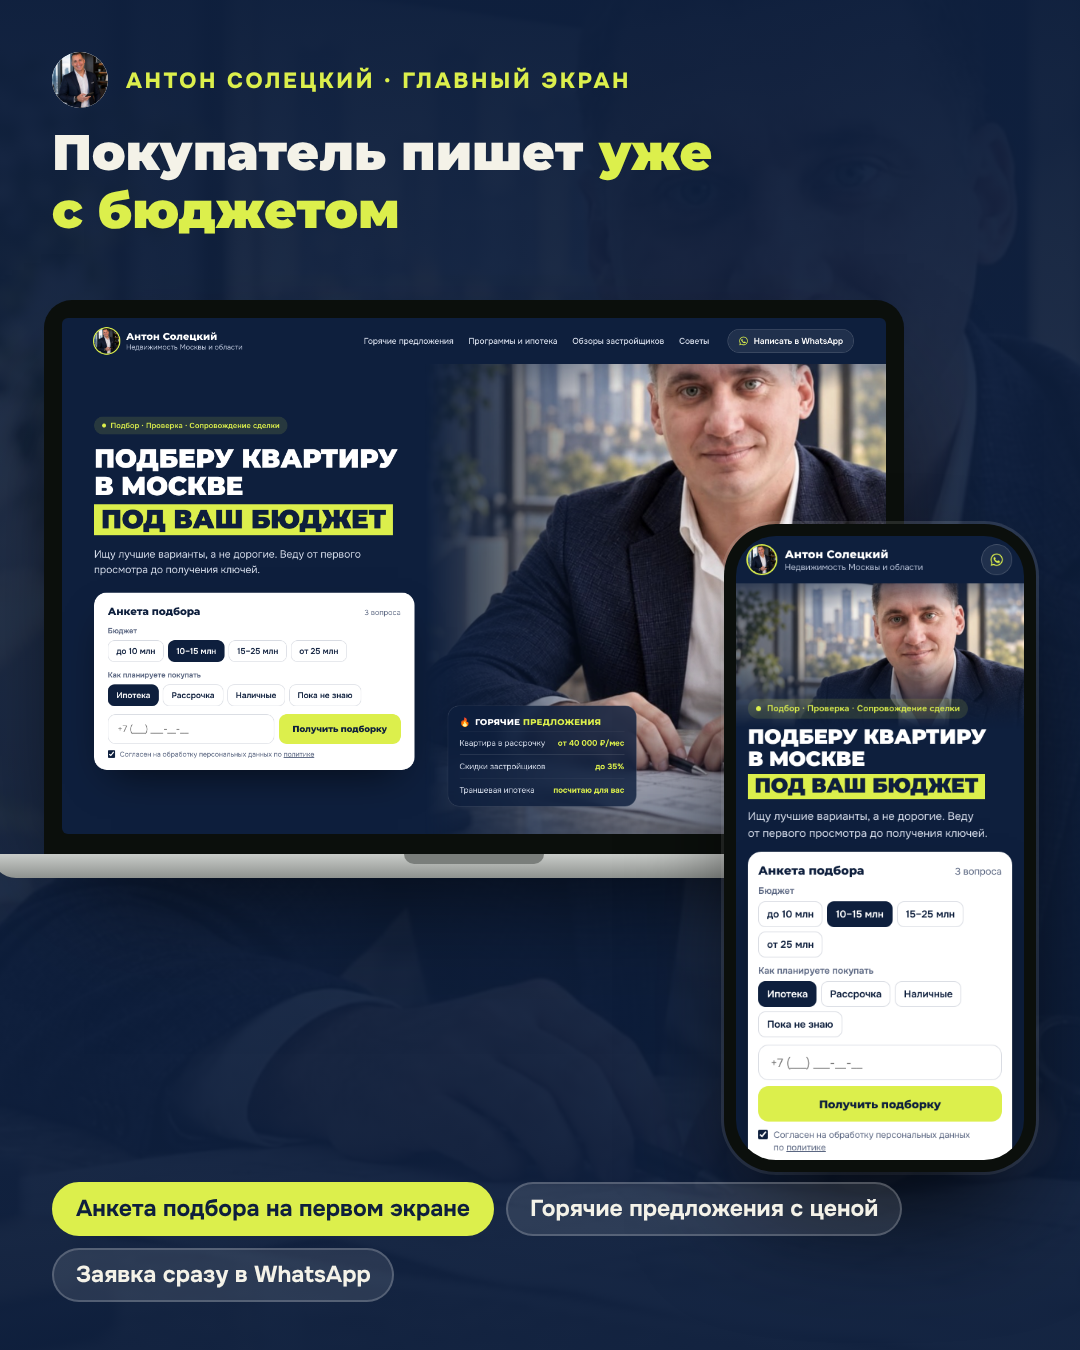 АНТОН СОЛЕЦКИЙ · ГЛАВНЫЙ ЭКРАН
Покупатель пишет уже
с бюджетом
Антон Солецкий
Недвижимость Москвы и области
Горячие предложения
Программы и ипотека
Обзоры застройщиков
Советы
Написать в WhatsApp
Подбор · Проверка · Сопровождение сделки
ПОДБЕРУ КВАРТИРУ
В МОСКВЕ
ПОД ВАШ БЮДЖЕТ
Ищу лучшие варианты, а не дорогие. Веду от первого
просмотра до получения ключей.
Анкета подбора
3 вопроса
Бюджет
до 10 млн
10–15 млн
15–25 млн
от 25 млн
Как планируете покупать
Ипотека
Рассрочка
Наличные
Пока не знаю
+7 (___) ___-__-__
Получить подборку
Согласен на обработку персональных данных по политике
ГОРЯЧИЕ ПРЕДЛОЖЕНИЯ
Квартира в рассрочку от 40 000 ₽/мес
Скидки застройщиков до 35%
Траншевая ипотека посчитаю для вас
Антон Солецкий
Недвижимость Москвы и области
Подбор · Проверка · Сопровождение сделки
ПОДБЕРУ КВАРТИРУ
В МОСКВЕ
ПОД ВАШ БЮДЖЕТ
Ищу лучшие варианты, а не дорогие. Веду
от первого просмотра до получения ключей.
Анкета подбора
3 вопроса
Бюджет
до 10 млн
10–15 млн
15–25 млн
от 25 млн
Как планируете покупать
Ипотека
Рассрочка
Наличные
Пока не знаю
+7 (___) ___-__-__
Получить подборку
Согласен на обработку персональных данных
по политике
Анкета подбора на первом экране
Горячие предложения с ценой
Заявка сразу в WhatsApp